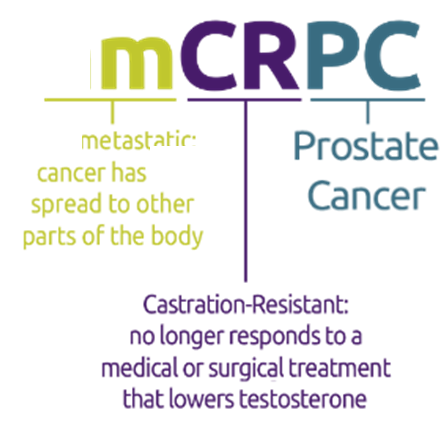 mCRPC
metastatic:
cancer has
spread to other
parts of the body
Prostate
Cancer
Castration-Resistant:
no longer responds to a
medical or surgical treatment
that lowers testosterone